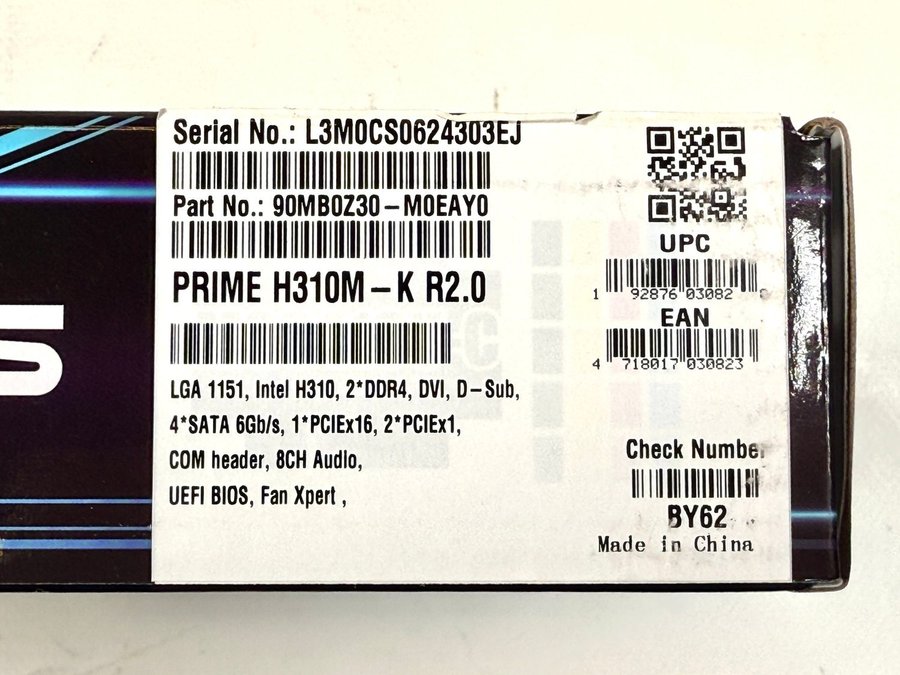 Serial No.: L3M0CS0624303EJ
Part No.: 90MB0Z30-M0EAY0
PRIME H310M-K R2.0
LGA 1151, Intel H310, 2*DDR4, DVI, D-Sub,
4*SATA 6Gb/s, 1*PCIEx16, 2*PCIEx1,
COM header, 8CH Audio,
UEFI BIOS, Fan Xpert ,
UPC
1 92876 03082
EAN
4 718017 030823
Check Number
BY62
Made in China
S